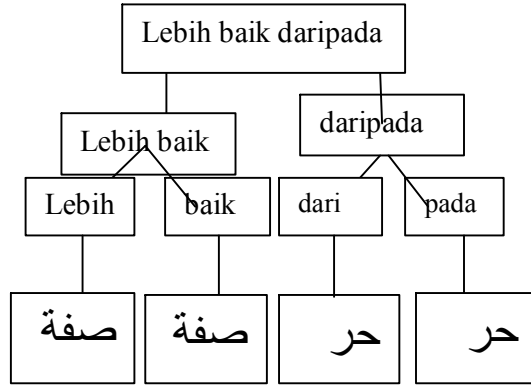 Lebih baik daripada
Lebih baik
daripada
Lebih
baik
dari
pada
صفة
صفة
حر
حر